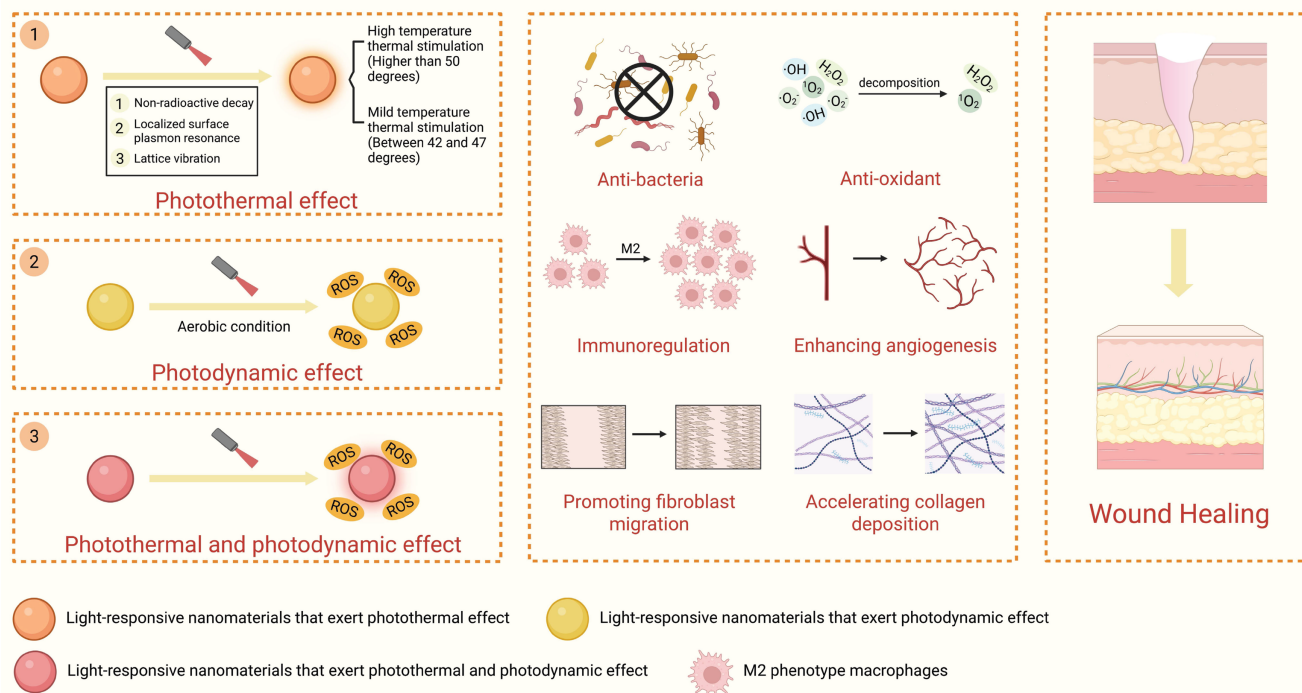 1
High temperature
thermal stimulation
(Higher than 50
degrees)
Mild temperature
thermal stimulation
(Between 42 and 47
degrees)
1 Non-radioactive decay
2 Localized surface
plasmon resonance
3 Lattice vibration
Photothermal effect
2
Aerobic condition
ROS
ROS
ROS
ROS
Photodynamic effect
3
ROS
ROS
ROS
ROS
Photothermal and photodynamic effect
Anti-bacteria
·OH
H₂O₂
¹O₂
·O₂⁻
·O₂⁻
·OH
decomposition
H₂O₂
¹O₂
Anti-oxidant
M2
Immunoregulation
Enhancing angiogenesis
Promoting fibroblast
migration
Accelerating collagen
deposition
Wound Healing
Light-responsive nanomaterials that exert photothermal effect
Light-responsive nanomaterials that exert photodynamic effect
Light-responsive nanomaterials that exert photothermal and photodynamic effect
M2 phenotype macrophages